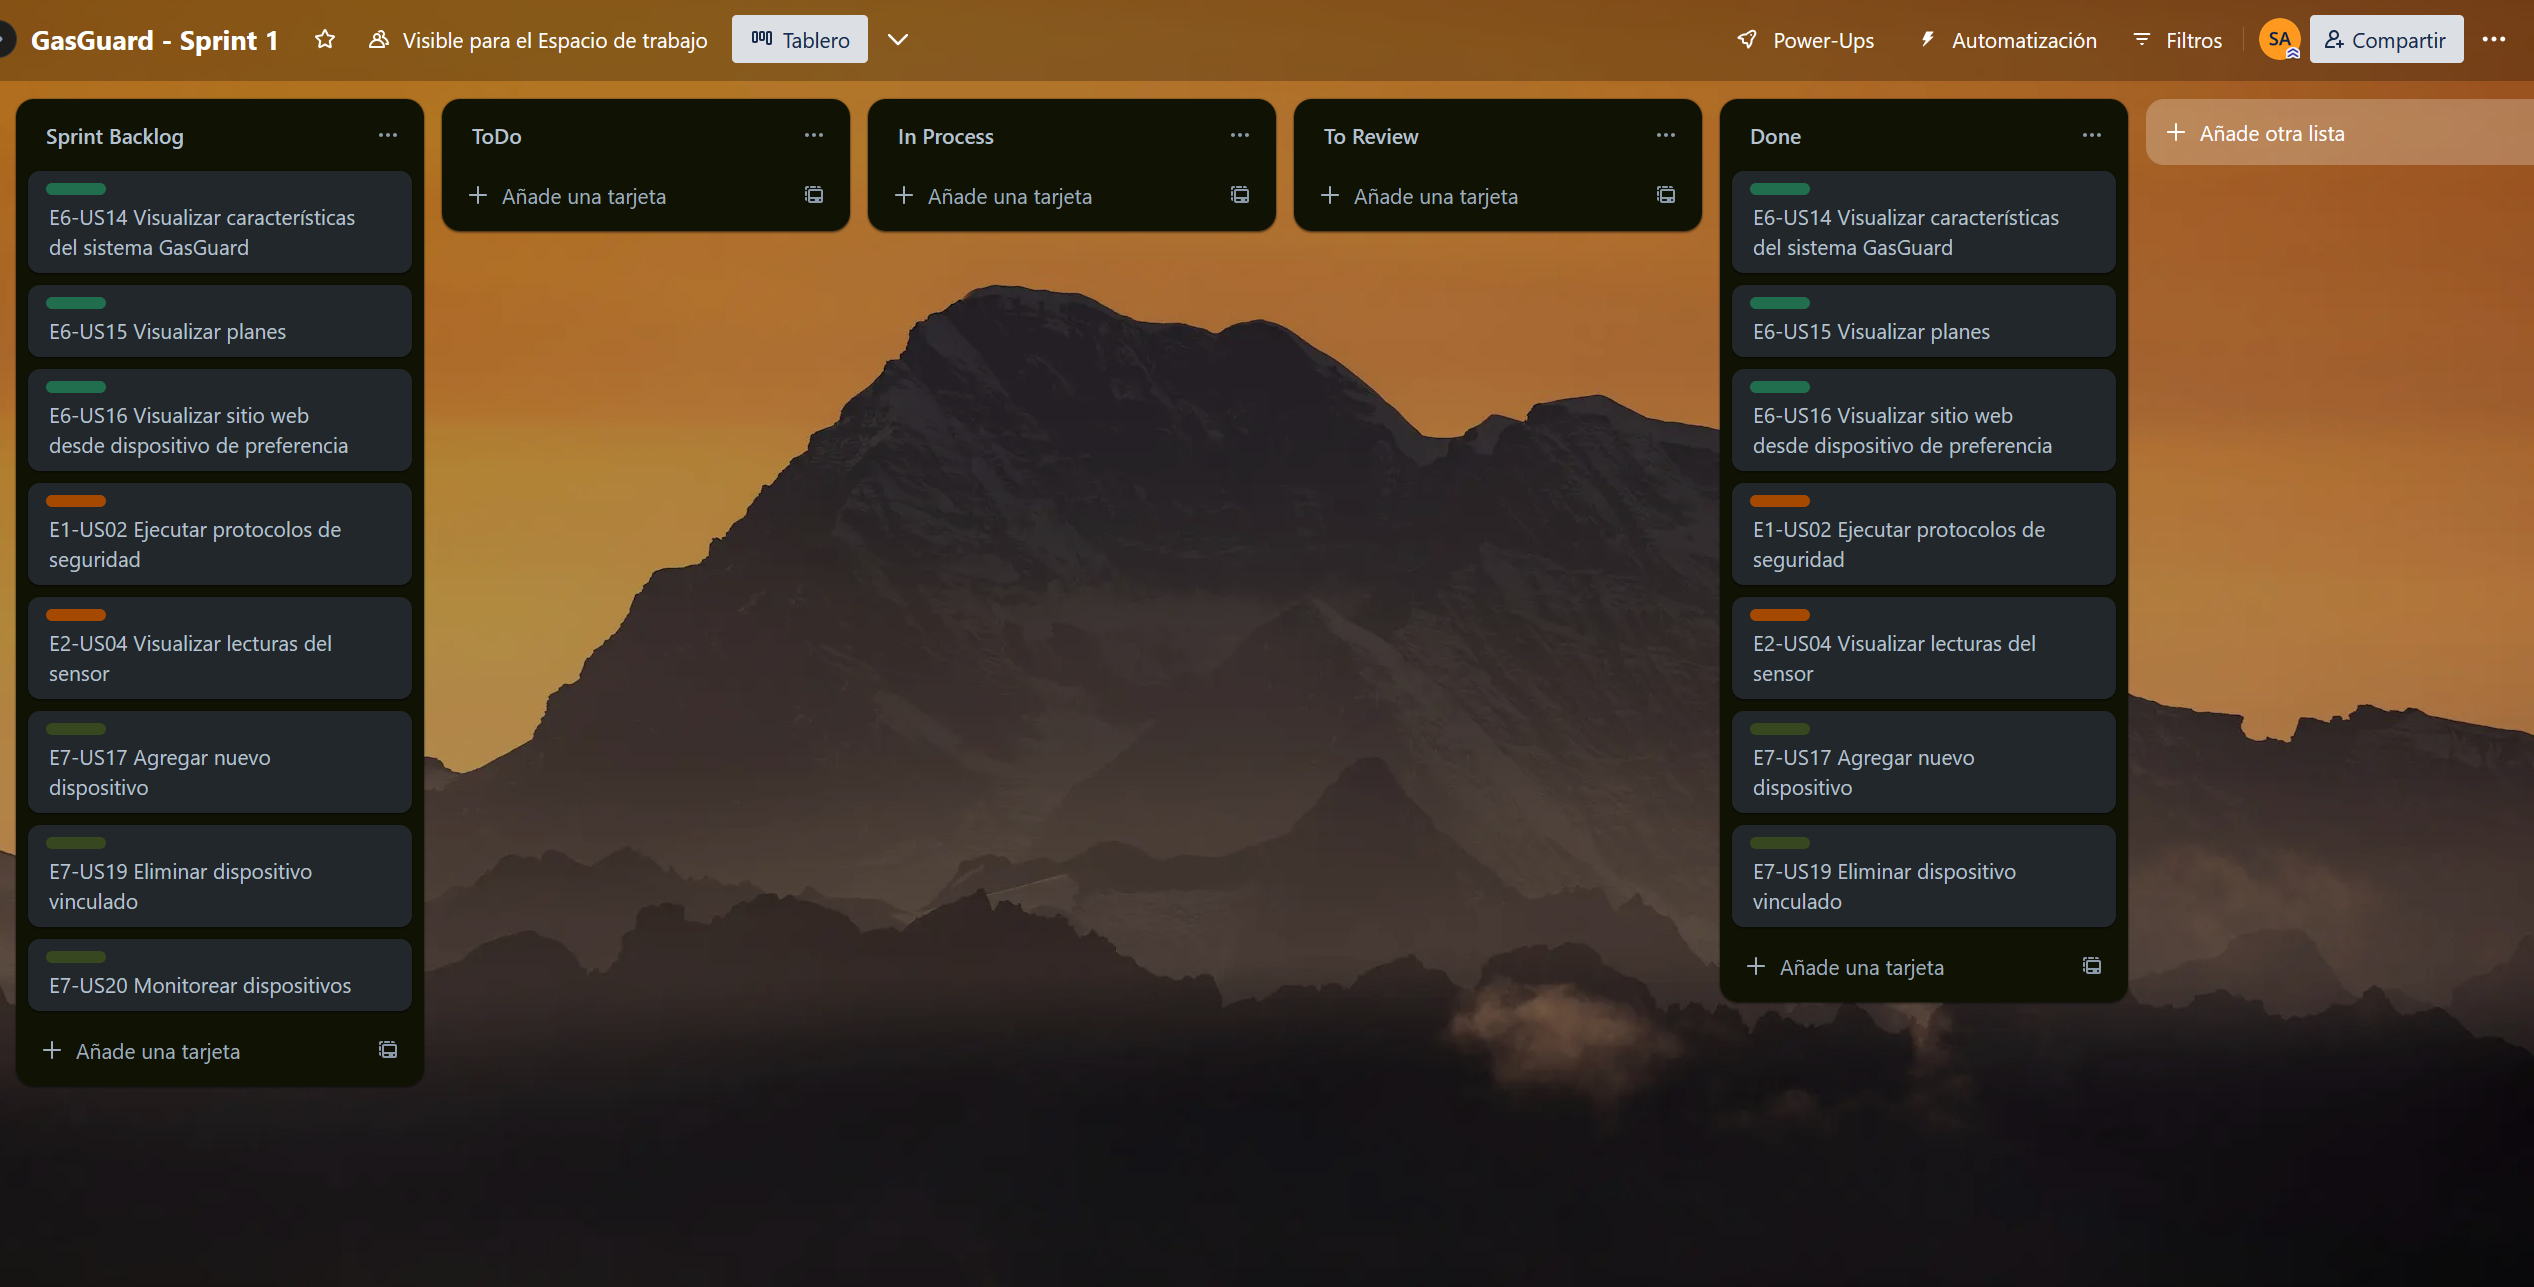 GasGuard - Sprint 1
Visible para el Espacio de trabajo
Tablero
Power-Ups
Automatización
Filtros
SA
Compartir
Sprint Backlog
E6-US14 Visualizar características
del sistema GasGuard
E6-US15 Visualizar planes
E6-US16 Visualizar sitio web
desde dispositivo de preferencia
E1-US02 Ejecutar protocolos de
seguridad
E2-US04 Visualizar lecturas del
sensor
E7-US17 Agregar nuevo
dispositivo
E7-US19 Eliminar dispositivo
vinculado
E7-US20 Monitorear dispositivos
Añade una tarjeta
ToDo
Añade una tarjeta
In Process
Añade una tarjeta
To Review
Añade una tarjeta
Done
E6-US14 Visualizar características
del sistema GasGuard
E6-US15 Visualizar planes
E6-US16 Visualizar sitio web
desde dispositivo de preferencia
E1-US02 Ejecutar protocolos de
seguridad
E2-US04 Visualizar lecturas del
sensor
E7-US17 Agregar nuevo
dispositivo
E7-US19 Eliminar dispositivo
vinculado
Añade una tarjeta
Añade otra lista